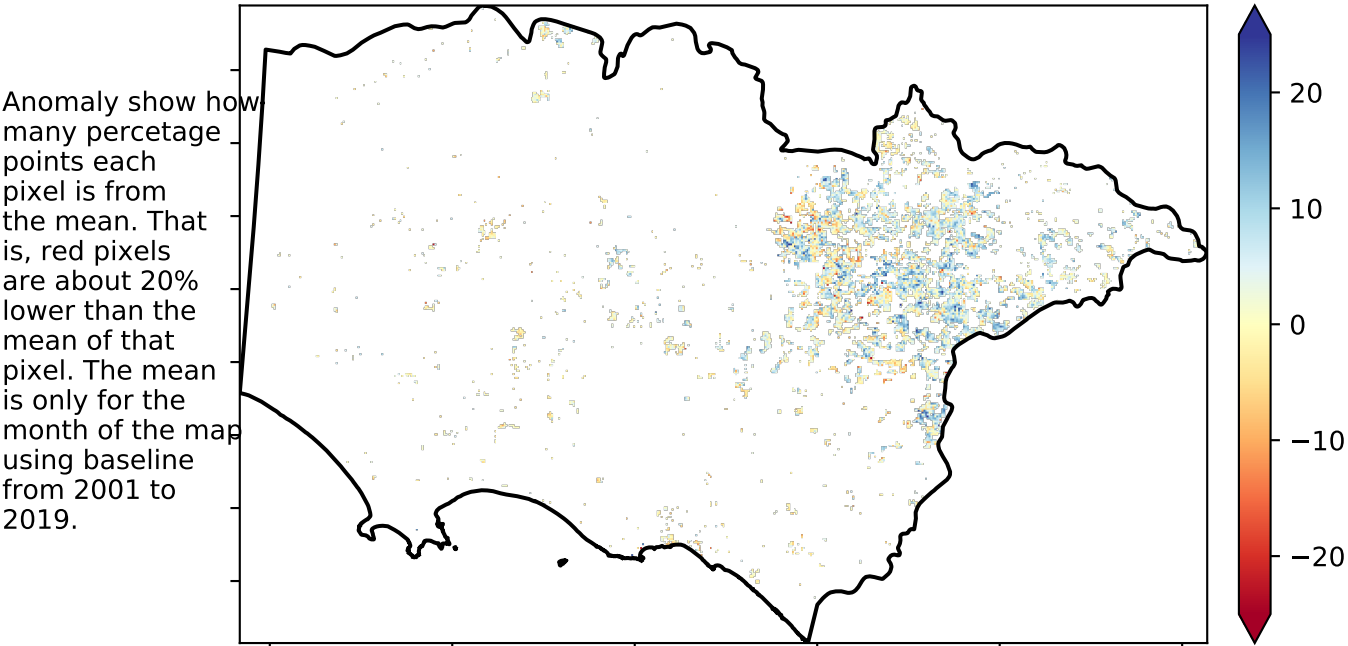 Anomaly show how
many percetage
points each
pixel is from
the mean. That
is, red pixels
are about 20%
lower than the
mean of that
pixel. The mean
is only for the
month of the map
using baseline
from 2001 to
2019.
20
10
0
−10
−20